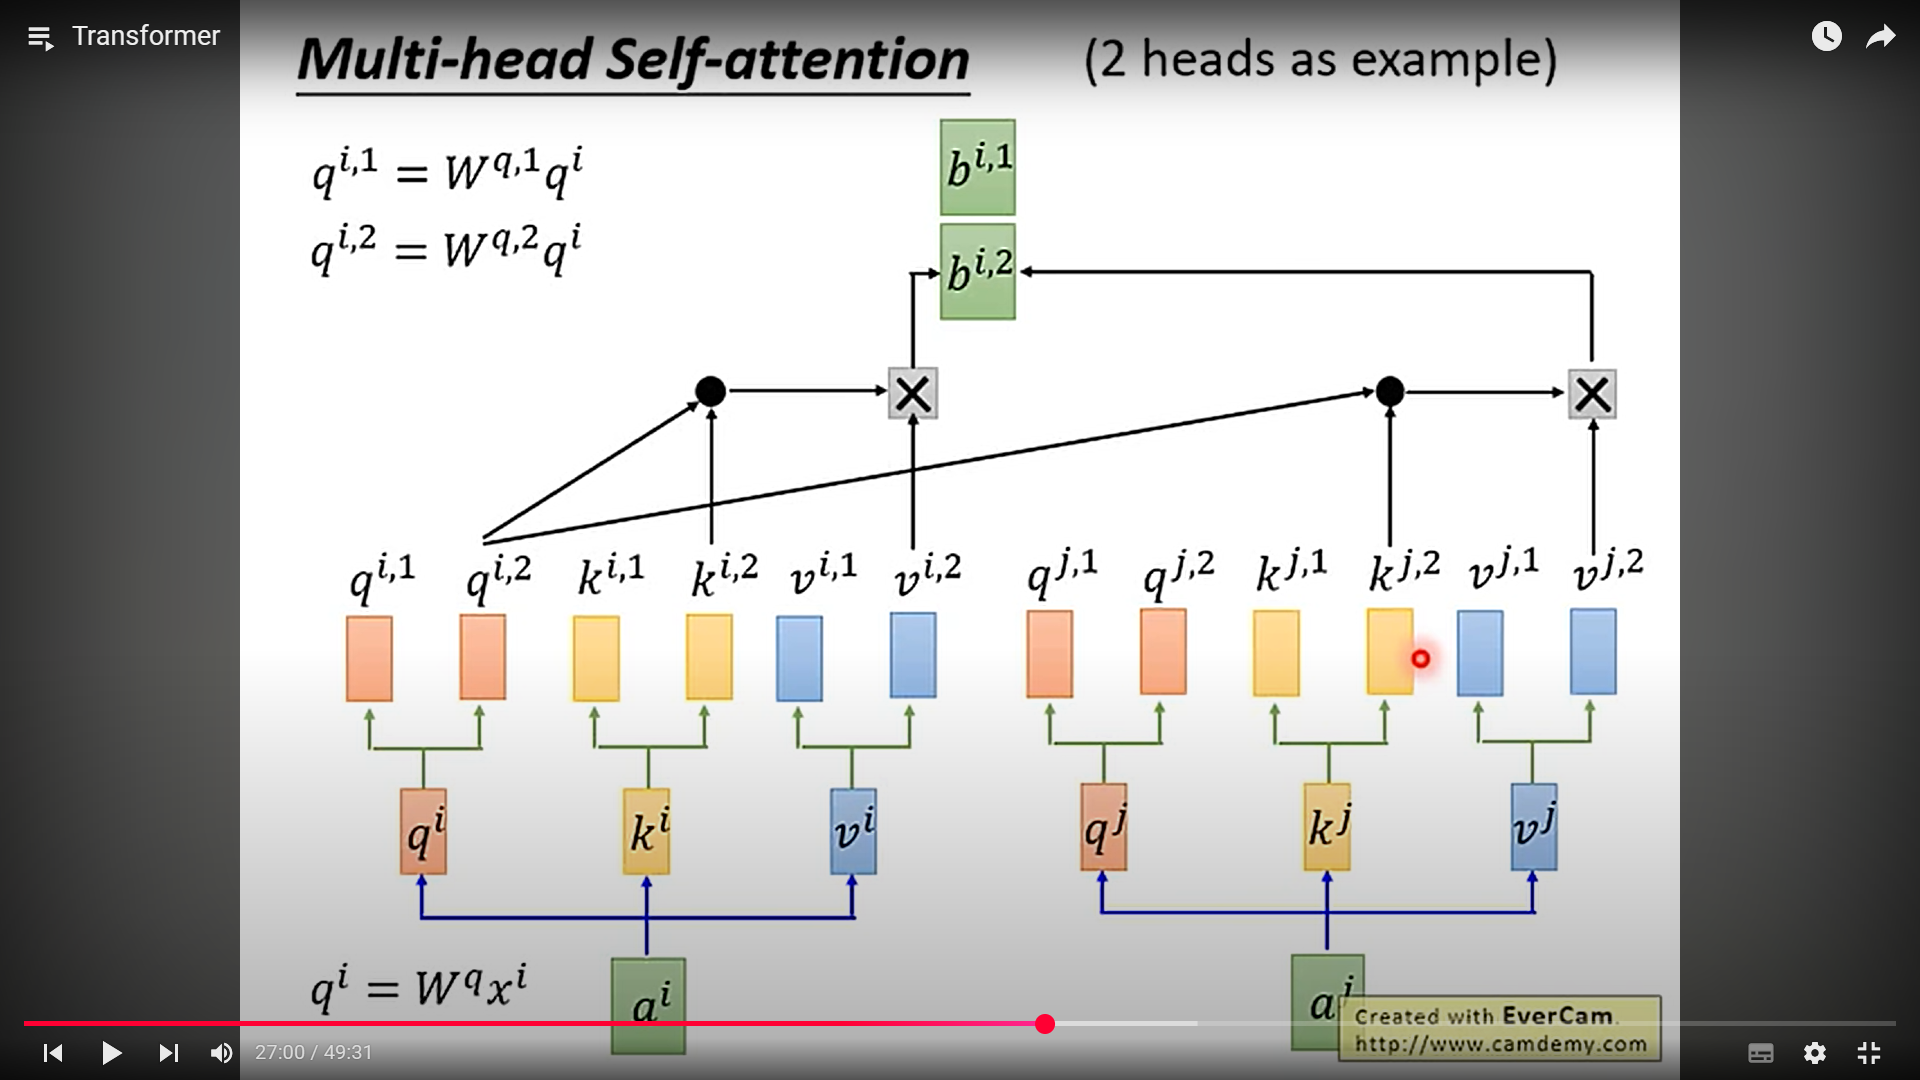 Transformer
Multi-head Self-attention (2 heads as example)
q^{i,1} = W^{q,1}q^i
q^{i,2} = W^{q,2}q^i
b^{i,1}
b^{i,2}
q^{i,1} q^{i,2} k^{i,1} k^{i,2} v^{i,1} v^{i,2} q^{j,1} q^{j,2} k^{j,1} k^{j,2} v^{j,1} v^{j,2}
q^i k^i v^i q^j k^j v^j
q^i = W^q x^i
a^i a^j
Created with EverCam.
http://www.camdemy.com
27:00 / 49:31